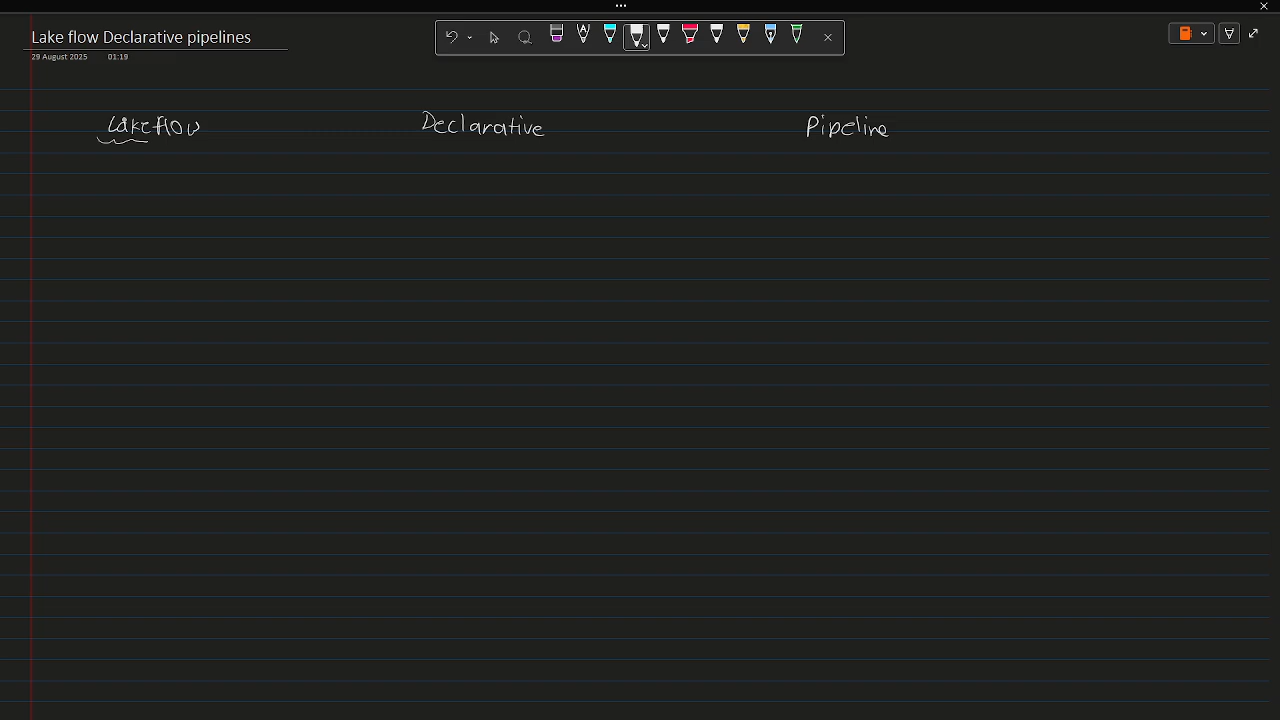 Lake flow Declarative pipelines
29 August 2025 01:19
Lakeflow Declarative Pipeline